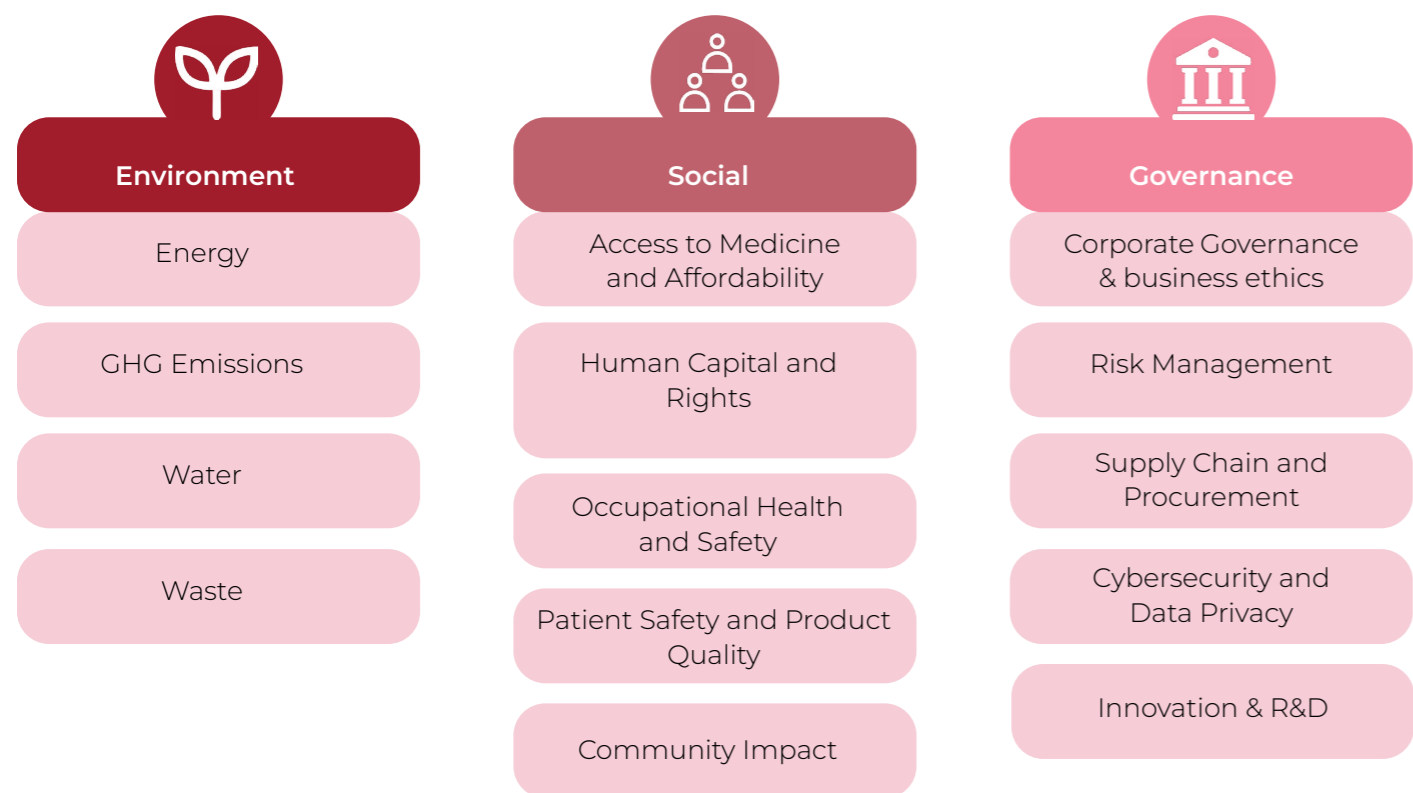 Environment
Energy
GHG Emissions
Water
Waste
Social
Access to Medicine
and Affordability
Human Capital and
Rights
Occupational Health
and Safety
Patient Safety and Product
Quality
Community Impact
Governance
Corporate Governance
& business ethics
Risk Management
Supply Chain and
Procurement
Cybersecurity and
Data Privacy
Innovation & R&D